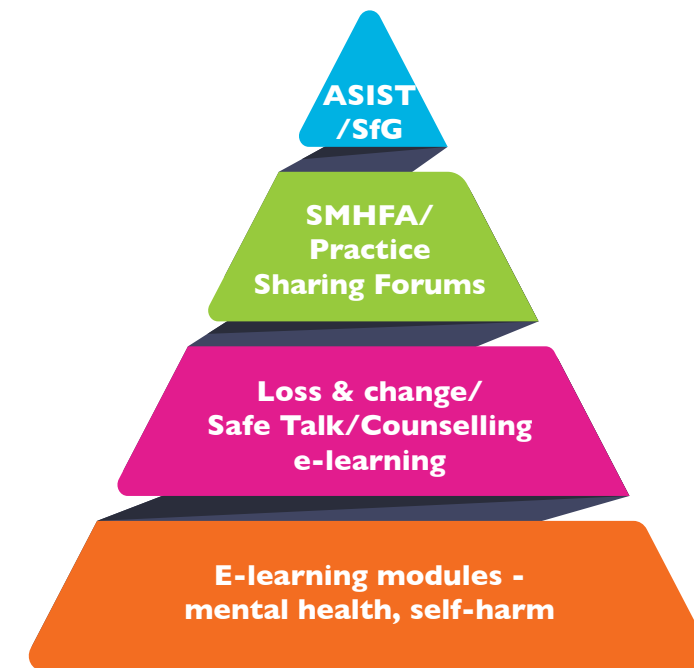 ASIST
/SfG
SMHFA/
Practice
Sharing Forums
Loss & change/
Safe Talk/Counselling
e-learning
E-learning modules -
mental health, self-harm